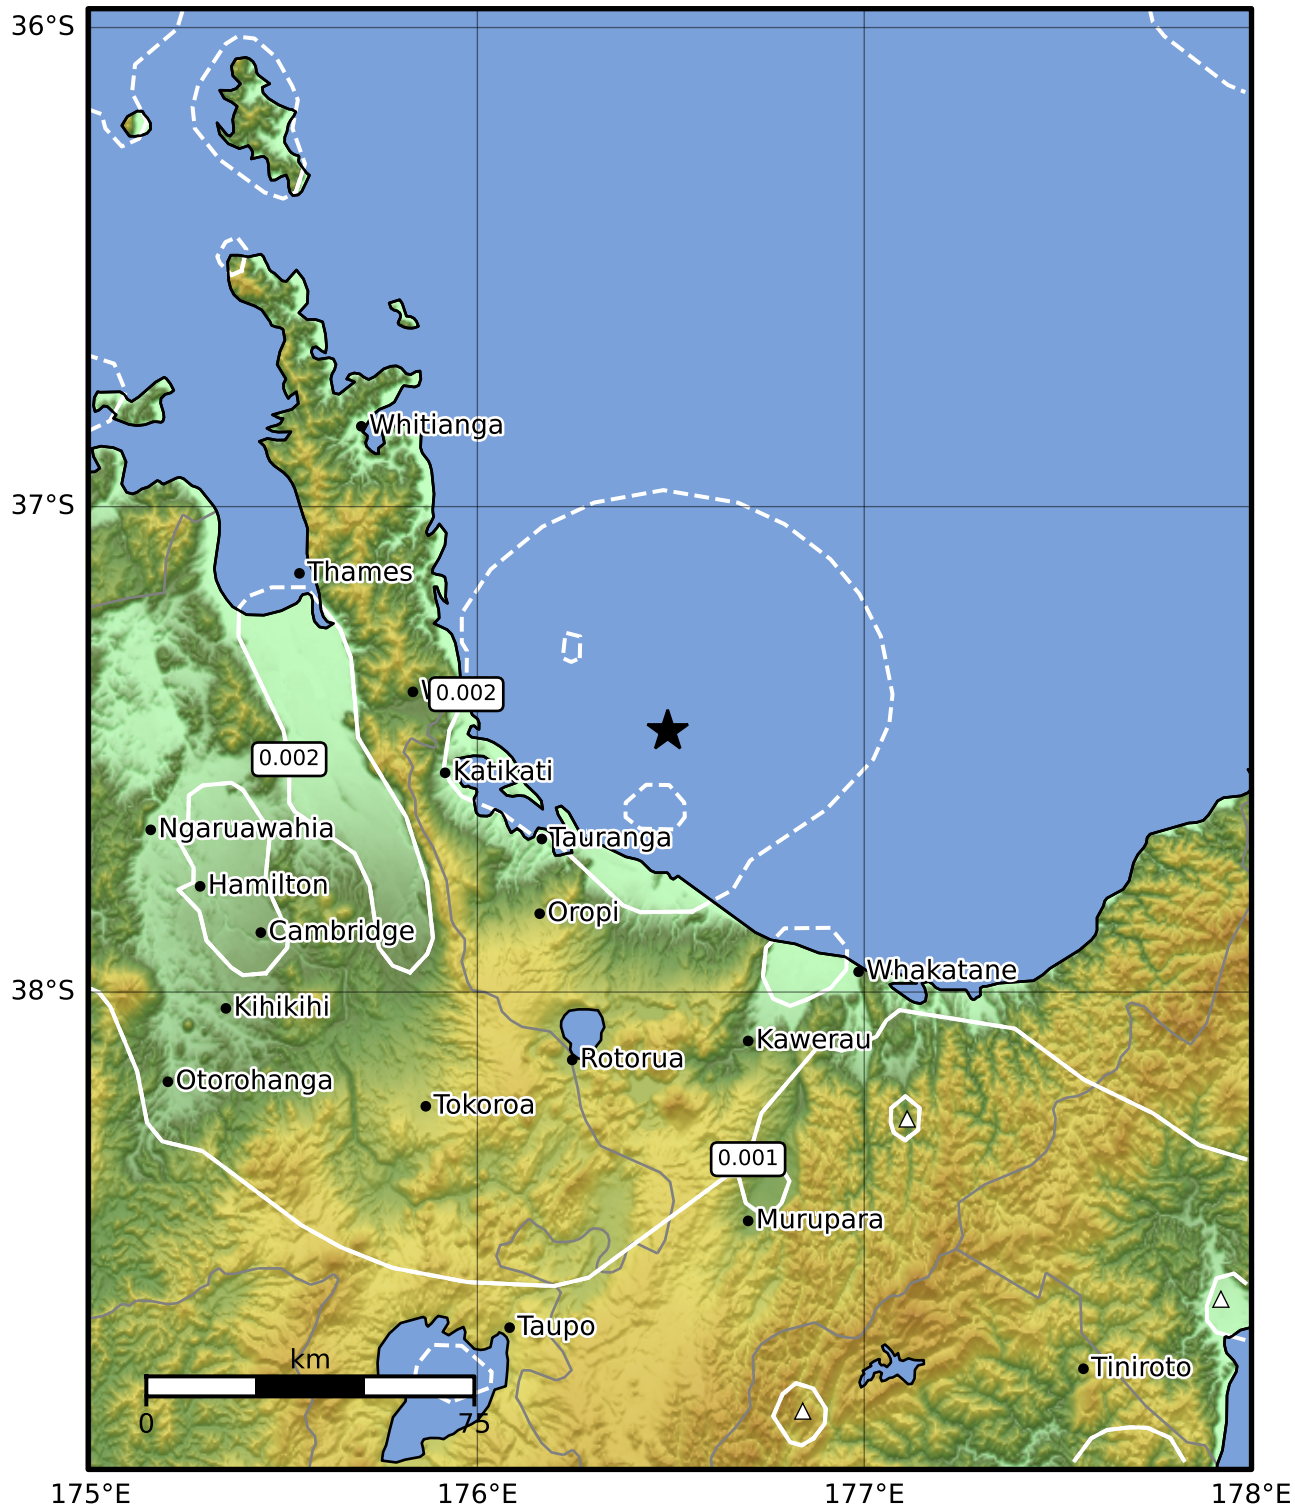 36°S
Whitianga
37°S
Thames
0.002
0.002
Katikati
Ngaruawahia
Tauranga
Hamilton
Oropi
Cambridge
Whakatane
38°S
Kihikihi
Kawerau
Rotorua
Otorohanga
Tokoroa
0.001
Murupara
Taupo
km
Tiniroto
0
75
175°E
176°E
177°E
178°E